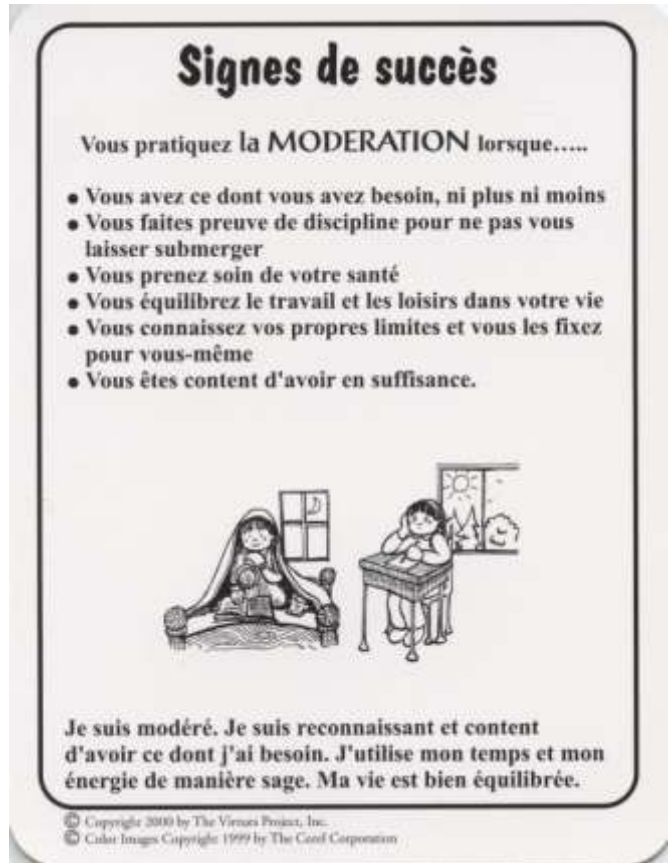 Signes de succès
Vous pratiquez la MODERATION lorsque.....
● Vous avez ce dont vous avez besoin, ni plus ni moins
● Vous faites preuve de discipline pour ne pas vous
laisser submerger
● Vous prenez soin de votre santé
● Vous équilibrez le travail et les loisirs dans votre vie
● Vous connaissez vos propres limites et vous les fixez
pour vous-même
● Vous êtes content d'avoir en suffisance.
Je suis modéré. Je suis reconnaissant et content
d'avoir ce dont j'ai besoin. J'utilise mon temps et mon
énergie de manière sage. Ma vie est bien équilibrée.
© Copyright 2000 by The Virtues Project, Inc.
© Color Images Copyright 1999 by The Corel Corporation